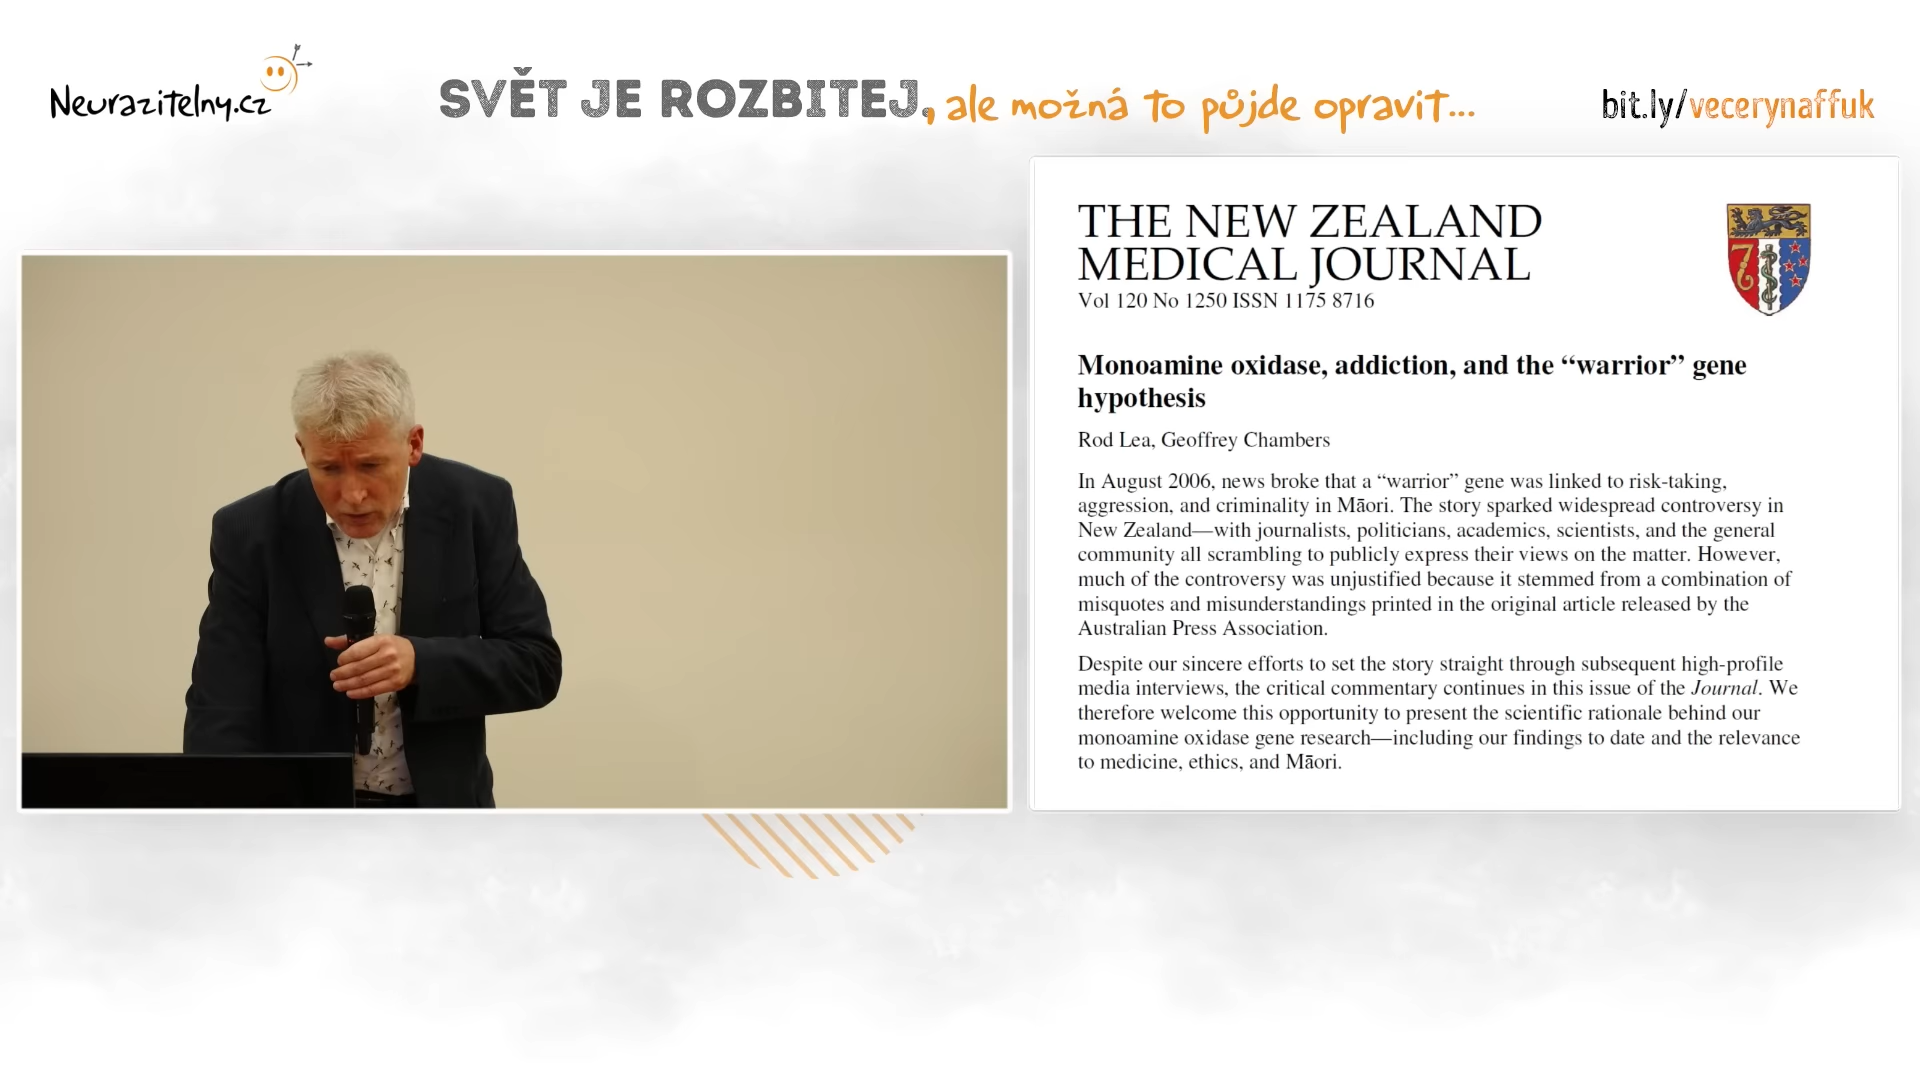 Neurazitelny.cz
SVĚT JE ROZBITEJ, ale možná to půjde opravit...
bit.ly/vecerynaffuk
THE NEW ZEALAND
MEDICAL JOURNAL
Vol 120 No 1250 ISSN 1175 8716
Monoamine oxidase, addiction, and the “warrior” gene
hypothesis
Rod Lea, Geoffrey Chambers
In August 2006, news broke that a “warrior” gene was linked to risk-taking,
aggression, and criminality in Māori. The story sparked widespread controversy in
New Zealand—with journalists, politicians, academics, scientists, and the general
community all scrambling to publicly express their views on the matter. However,
much of the controversy was unjustified because it stemmed from a combination of
misquotes and misunderstandings printed in the original article released by the
Australian Press Association.
Despite our sincere efforts to set the story straight through subsequent high-profile
media interviews, the critical commentary continues in this issue of the Journal. We
therefore welcome this opportunity to present the scientific rationale behind our
monoamine oxidase gene research—including our findings to date and the relevance
to medicine, ethics, and Māori.